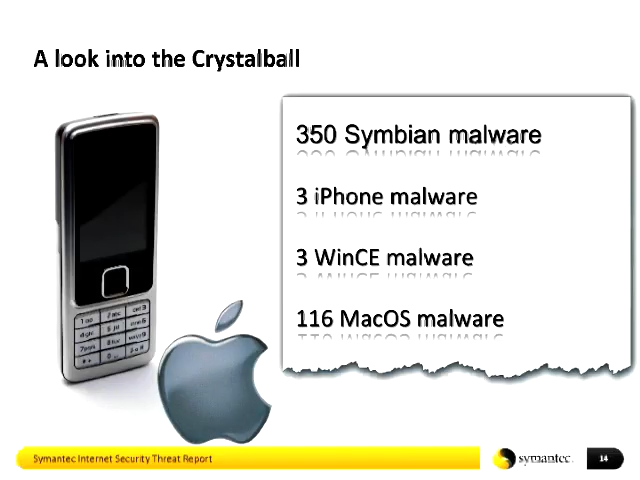 A look into the Crystalball
350 Symbian malware
3 iPhone malware
3 WinCE malware
116 MacOS malware
Symantec Internet Security Threat Report
symantec.
14